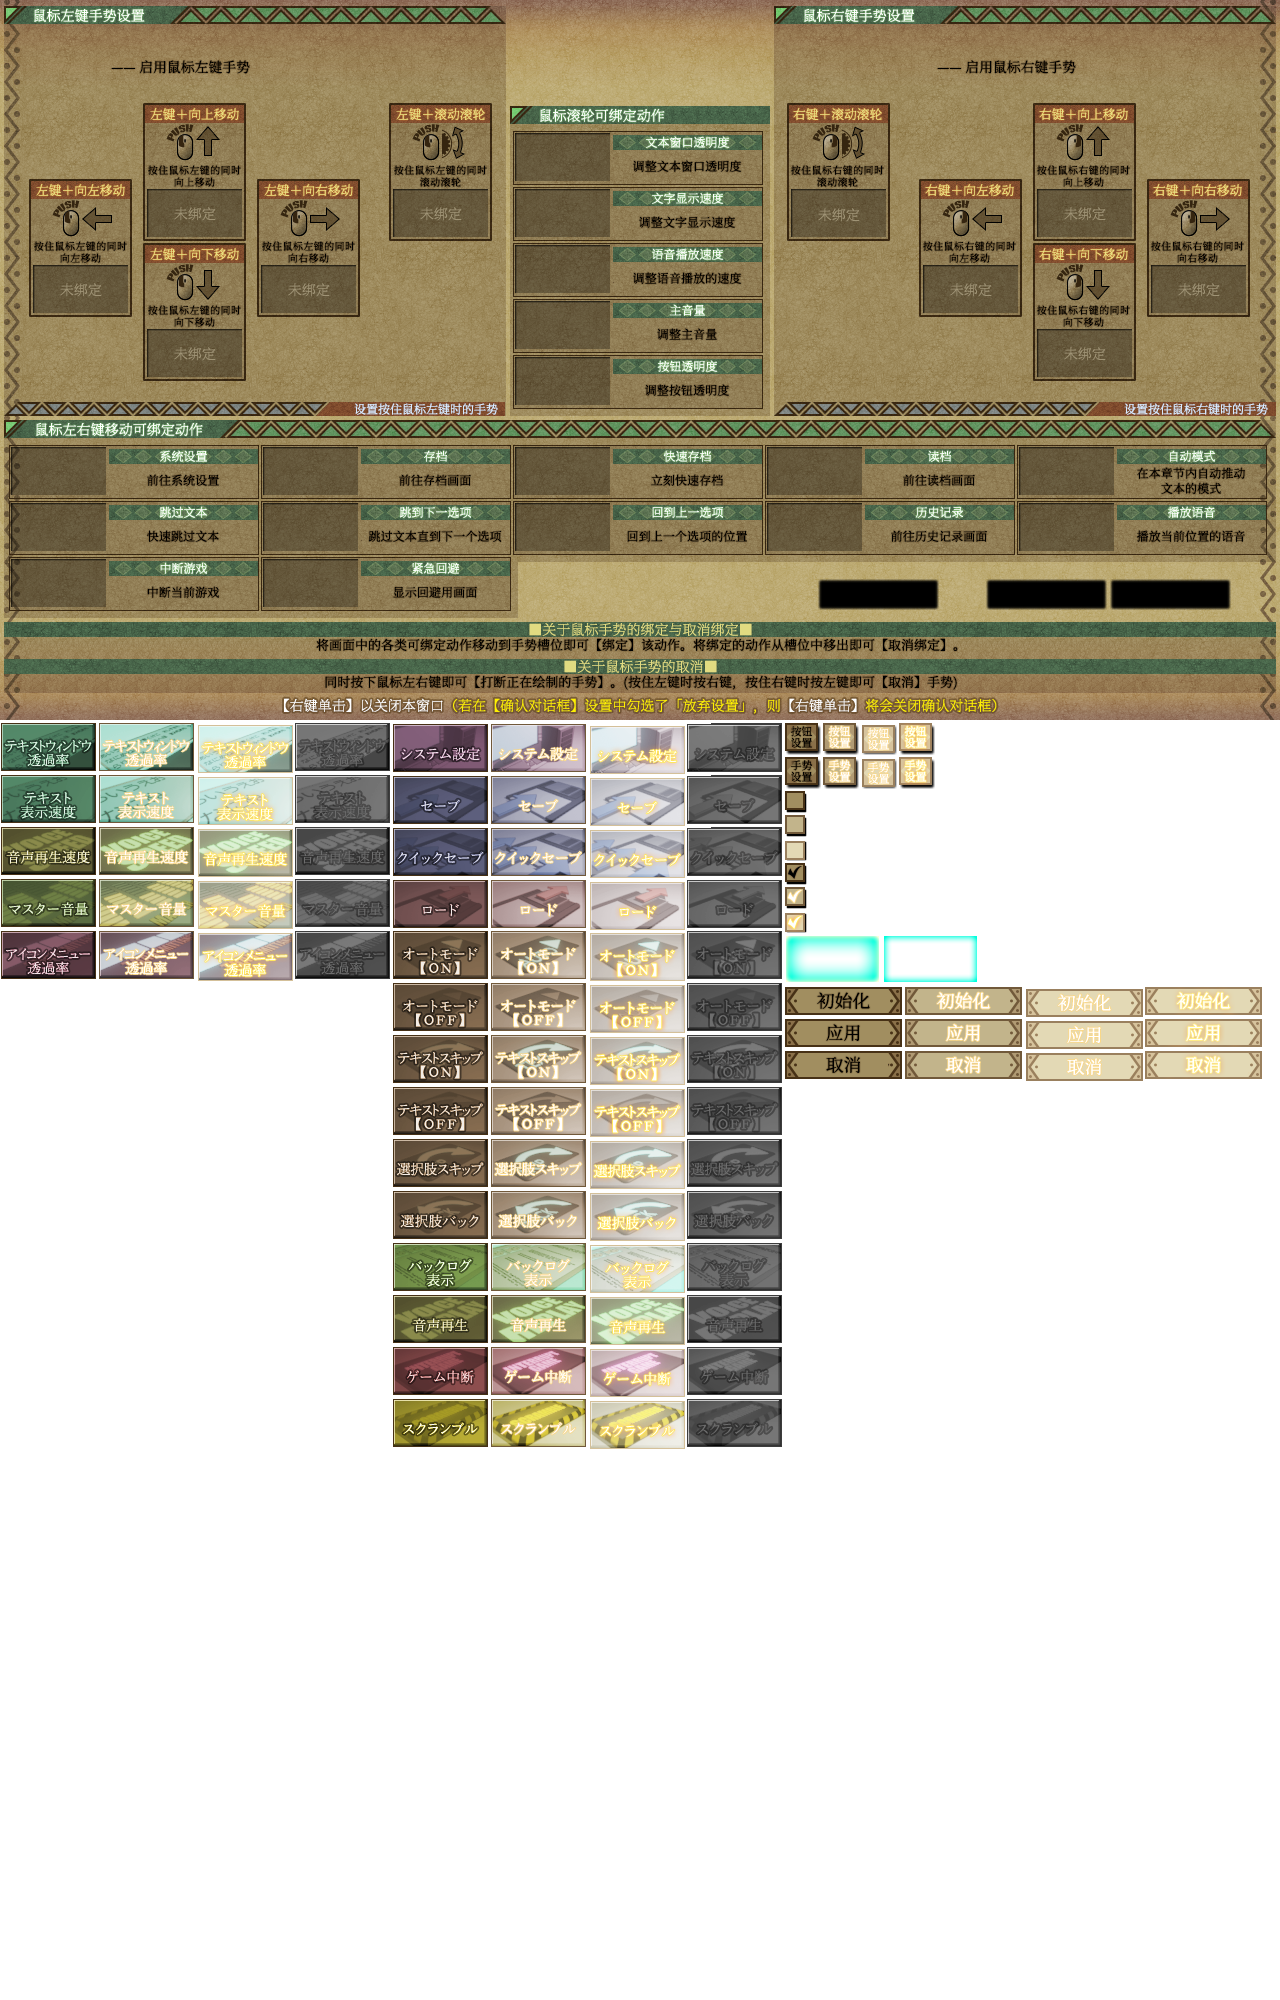 鼠标左键手势设置
—— 启用鼠标左键手势
左键＋向上移动
PUSH
按住鼠标左键的同时
向上移动
未绑定
左键＋滚动滚轮
PUSH
按住鼠标左键的同时
滚动滚轮
未绑定
左键＋向左移动
PUSH
按住鼠标左键的同时
向左移动
未绑定
左键＋向右移动
PUSH
按住鼠标左键的同时
向右移动
未绑定
左键＋向下移动
PUSH
按住鼠标左键的同时
向下移动
未绑定
设置按住鼠标左键时的手势
鼠标滚轮可绑定动作
文本窗口透明度
调整文本窗口透明度
文字显示速度
调整文字显示速度
语音播放速度
调整语音播放的速度
主音量
调整主音量
按钮透明度
调整按钮透明度
鼠标右键手势设置
—— 启用鼠标右键手势
右键＋滚动滚轮
PUSH
按住鼠标右键的同时
滚动滚轮
未绑定
右键＋向上移动
PUSH
按住鼠标右键的同时
向上移动
未绑定
右键＋向左移动
PUSH
按住鼠标右键的同时
向左移动
未绑定
右键＋向右移动
PUSH
按住鼠标右键的同时
向右移动
未绑定
右键＋向下移动
PUSH
按住鼠标右键的同时
向下移动
未绑定
设置按住鼠标右键时的手势
鼠标左右键移动可绑定动作
系统设置
前往系统设置
存档
前往存档画面
快速存档
立刻快速存档
读档
前往读档画面
自动模式
在本章节内自动推动
文本的模式
跳过文本
快速跳过文本
跳到下一选项
跳过文本直到下一个选项
回到上一选项
回到上一个选项的位置
历史记录
前往历史记录画面
播放语音
播放当前位置的语音
中断游戏
中断当前游戏
紧急回避
显示回避用画面
■关于鼠标手势的绑定与取消绑定■
将画面中的各类可绑定动作移动到手势槽位即可【绑定】该动作。将绑定的动作从槽位中移出即可【取消绑定】。
■关于鼠标手势的取消■
同时按下鼠标左右键即可【打断正在绘制的手势】。(按住左键时按右键，按住右键时按左键即可【取消】手势)
【右键单击】以关闭本窗口（若在【确认对话框】设置中勾选了「放弃设置」，则【右键单击】将会关闭确认对话框）
テキストウィンドウ
透過率
テキストウィンドウ
透過率
テキストウィンドウ
透過率
テキストウィンドウ
透過率
テキスト
表示速度
テキスト
表示速度
テキスト
表示速度
テキスト
表示速度
音声再生速度
音声再生速度
音声再生速度
音声再生速度
マスター音量
マスター音量
マスター音量
マスター音量
アイコンメニュー
透過率
アイコンメニュー
透過率
アイコンメニュー
透過率
アイコンメニュー
透過率
システム設定
システム設定
システム設定
システム設定
セーブ
セーブ
セーブ
セーブ
クイックセーブ
クイックセーブ
クイックセーブ
クイックセーブ
ロード
ロード
ロード
ロード
オートモード
【ON】
オートモード
【ON】
オートモード
【ON】
オートモード
【ON】
オートモード
【OFF】
オートモード
【OFF】
オートモード
【OFF】
オートモード
【OFF】
テキストスキップ
【ON】
テキストスキップ
【ON】
テキストスキップ
【ON】
テキストスキップ
【ON】
テキストスキップ
【OFF】
テキストスキップ
【OFF】
テキストスキップ
【OFF】
テキストスキップ
【OFF】
選択肢スキップ
選択肢スキップ
選択肢スキップ
選択肢スキップ
選択肢バック
選択肢バック
選択肢バック
選択肢バック
バックログ
表示
バックログ
表示
バックログ
表示
バックログ
表示
音声再生
音声再生
音声再生
音声再生
ゲーム中断
ゲーム中断
ゲーム中断
ゲーム中断
スクランブル
スクランブル
スクランブル
スクランブル
按钮
设置
按钮
设置
按钮
设置
按钮
设置
手势
设置
手势
设置
手势
设置
手势
设置
初始化
初始化
初始化
初始化
应用
应用
应用
应用
取消
取消
取消
取消